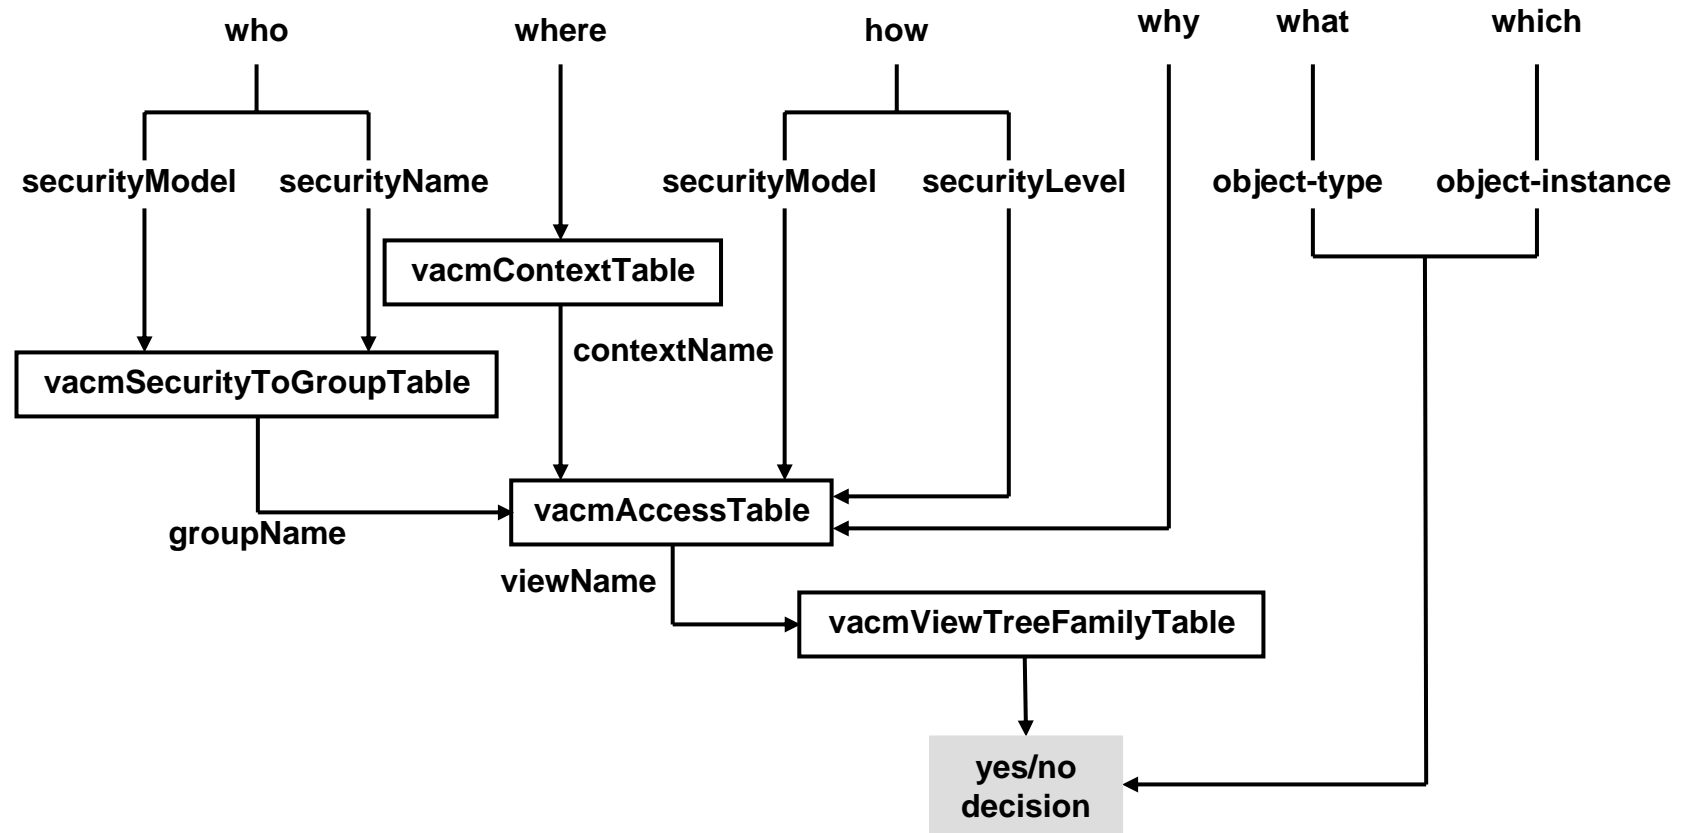 who
where
how
why
what
which
securityModel
securityName
securityModel
securityLevel
object-type
object-instance
vacmContextTable
contextName
vacmSecurityToGroupTable
vacmAccessTable
groupName
viewName
vacmViewTreeFamilyTable
yes/no
decision